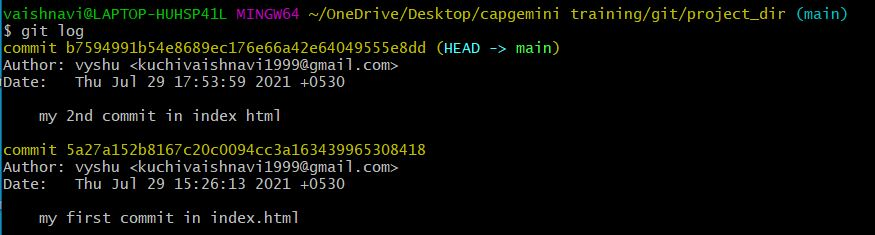 vaishnavi@LAPTOP-HUHSP41L MINGW64 ~/OneDrive/Desktop/capgemini training/git/project_dir (main)
$ git log
commit b7594991b54e8689ec176e66a42e64049555e8dd (HEAD -> main)
Author: vyshu <kuchivaishnavi1999@gmail.com>
Date:   Thu Jul 29 17:53:59 2021 +0530

    my 2nd commit in index html

commit 5a27a152b8167c20c0094cc3a163439965308418
Author: vyshu <kuchivaishnavi1999@gmail.com>
Date:   Thu Jul 29 15:26:13 2021 +0530

    my first commit in index.html